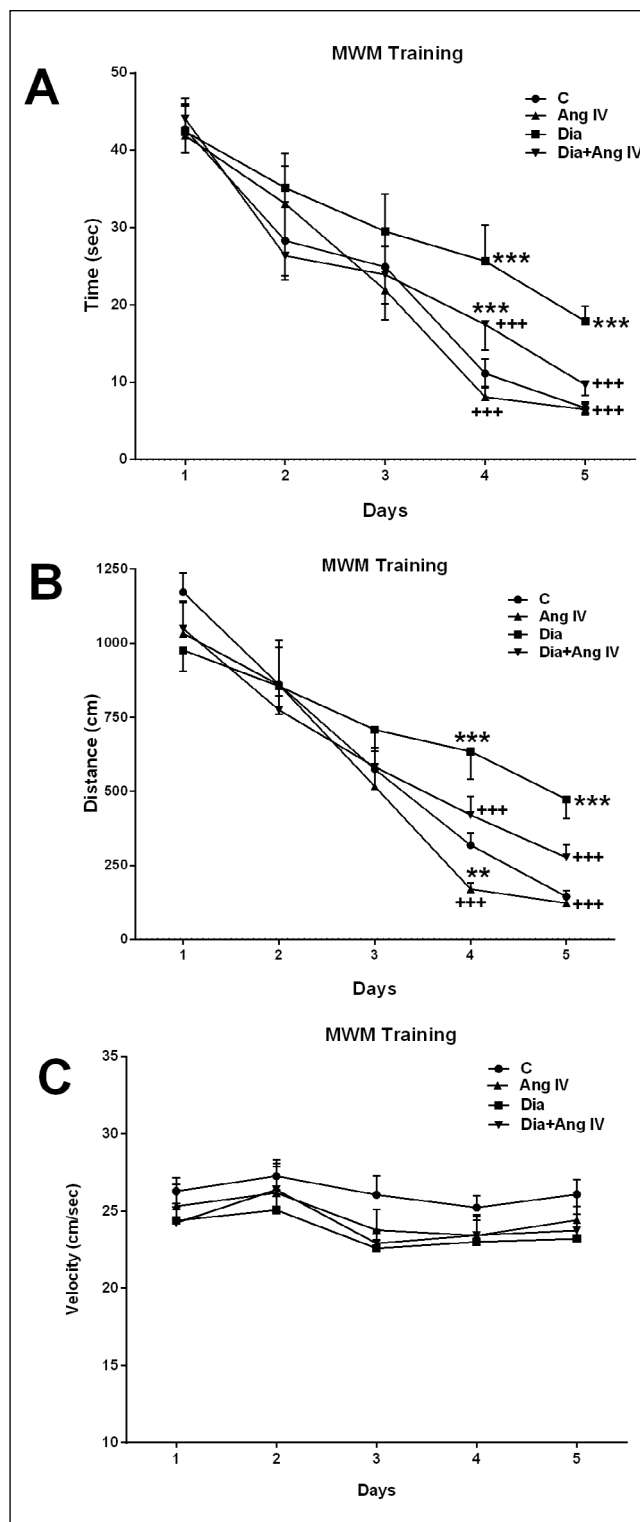 A
MWM Training
C
Ang IV
Dia
Dia+Ang IV
50
40
30
20
10
0
Time (sec)
***
***
***
+++
+++
+++
+++
1 2 3 4 5
Days
B
MWM Training
C
Ang IV
Dia
Dia+Ang IV
1250
1000
750
500
250
0
Distance (cm)
***
***
+++
+++
**
+++
+++
1 2 3 4 5
Days
C
MWM Training
C
Ang IV
Dia
Dia+Ang IV
35
30
25
20
15
10
Velocity (cm/sec)
1 2 3 4 5
Days